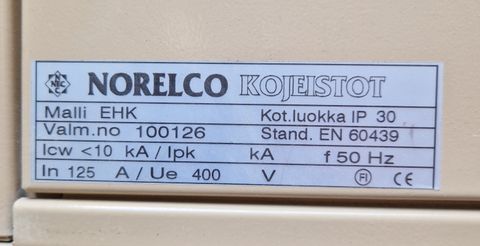 NORELCO KOJEISTOT
Malli EHK Kot.luokka IP 30
Valm.no 100126 Stand. EN 60439
Icw <10 kA / Ipk kA f 50 Hz
In 125 A / Ue 400 V FI CE